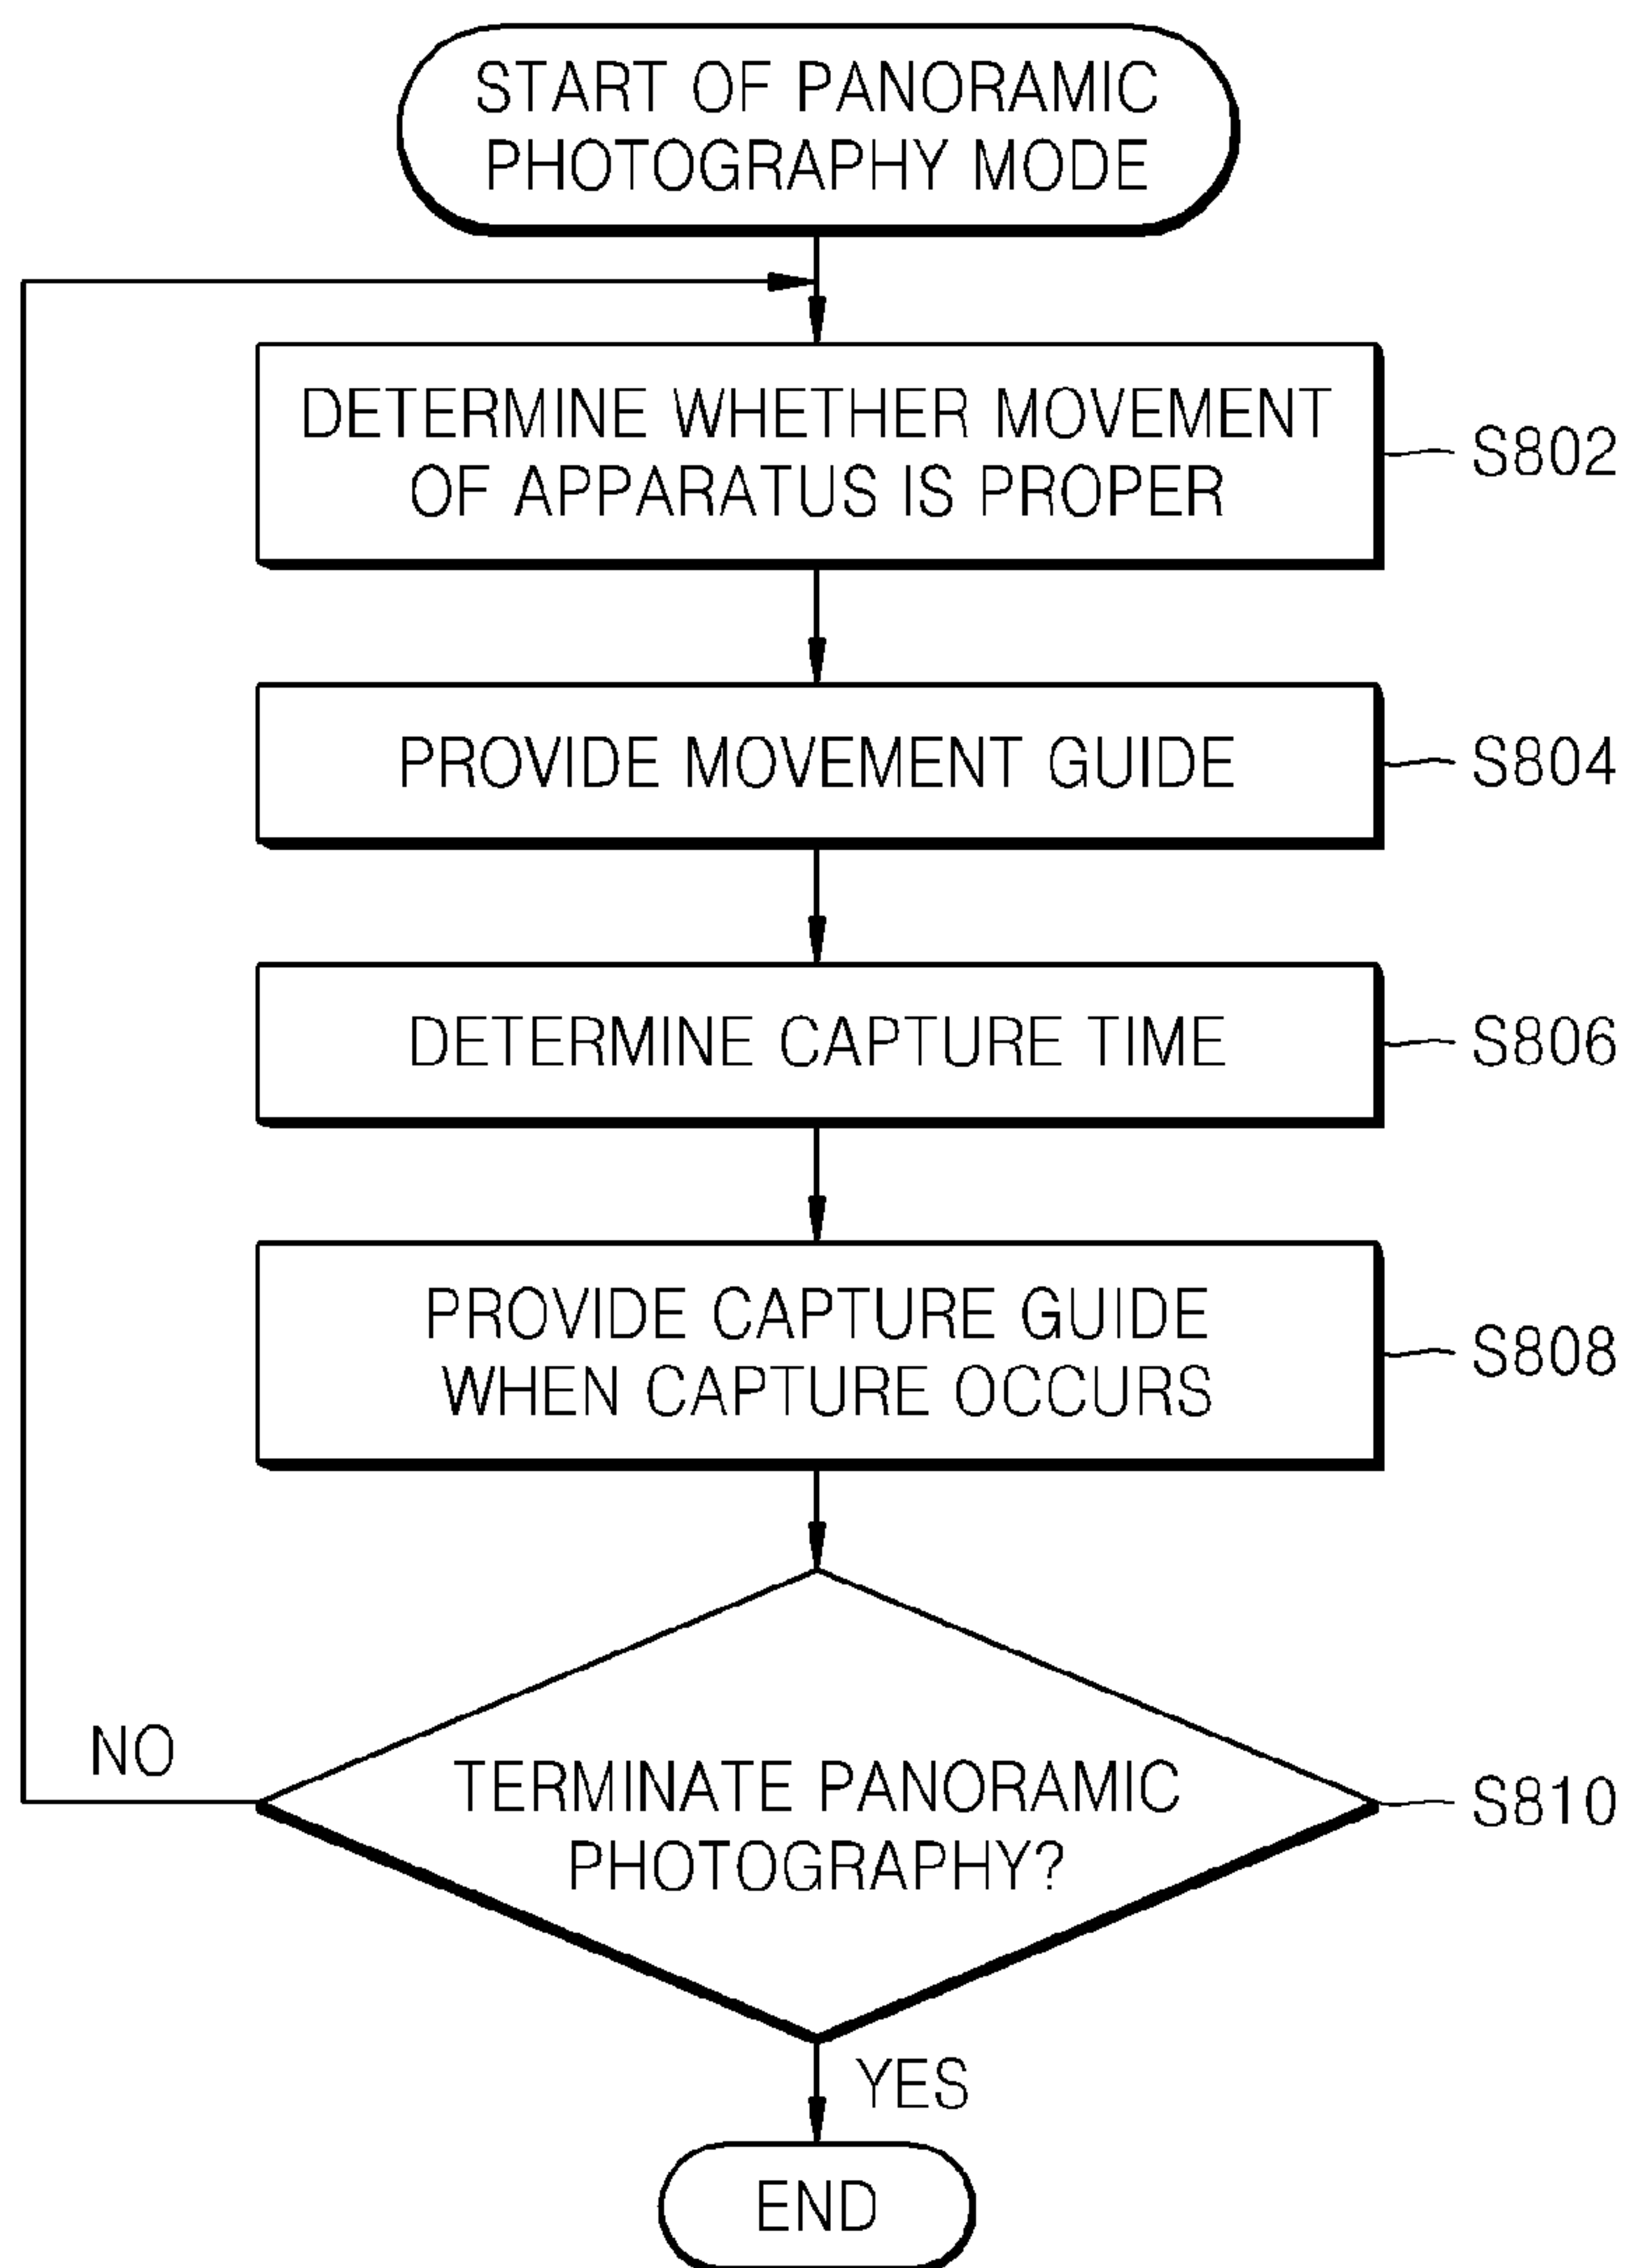 START OF PANORAMIC
PHOTOGRAPHY MODE
DETERMINE WHETHER MOVEMENT
OF APPARATUS IS PROPER
S802
PROVIDE MOVEMENT GUIDE
S804
DETERMINE CAPTURE TIME
S806
PROVIDE CAPTURE GUIDE
WHEN CAPTURE OCCURS
S808
NO
TERMINATE PANORAMIC
PHOTOGRAPHY?
S810
YES
END